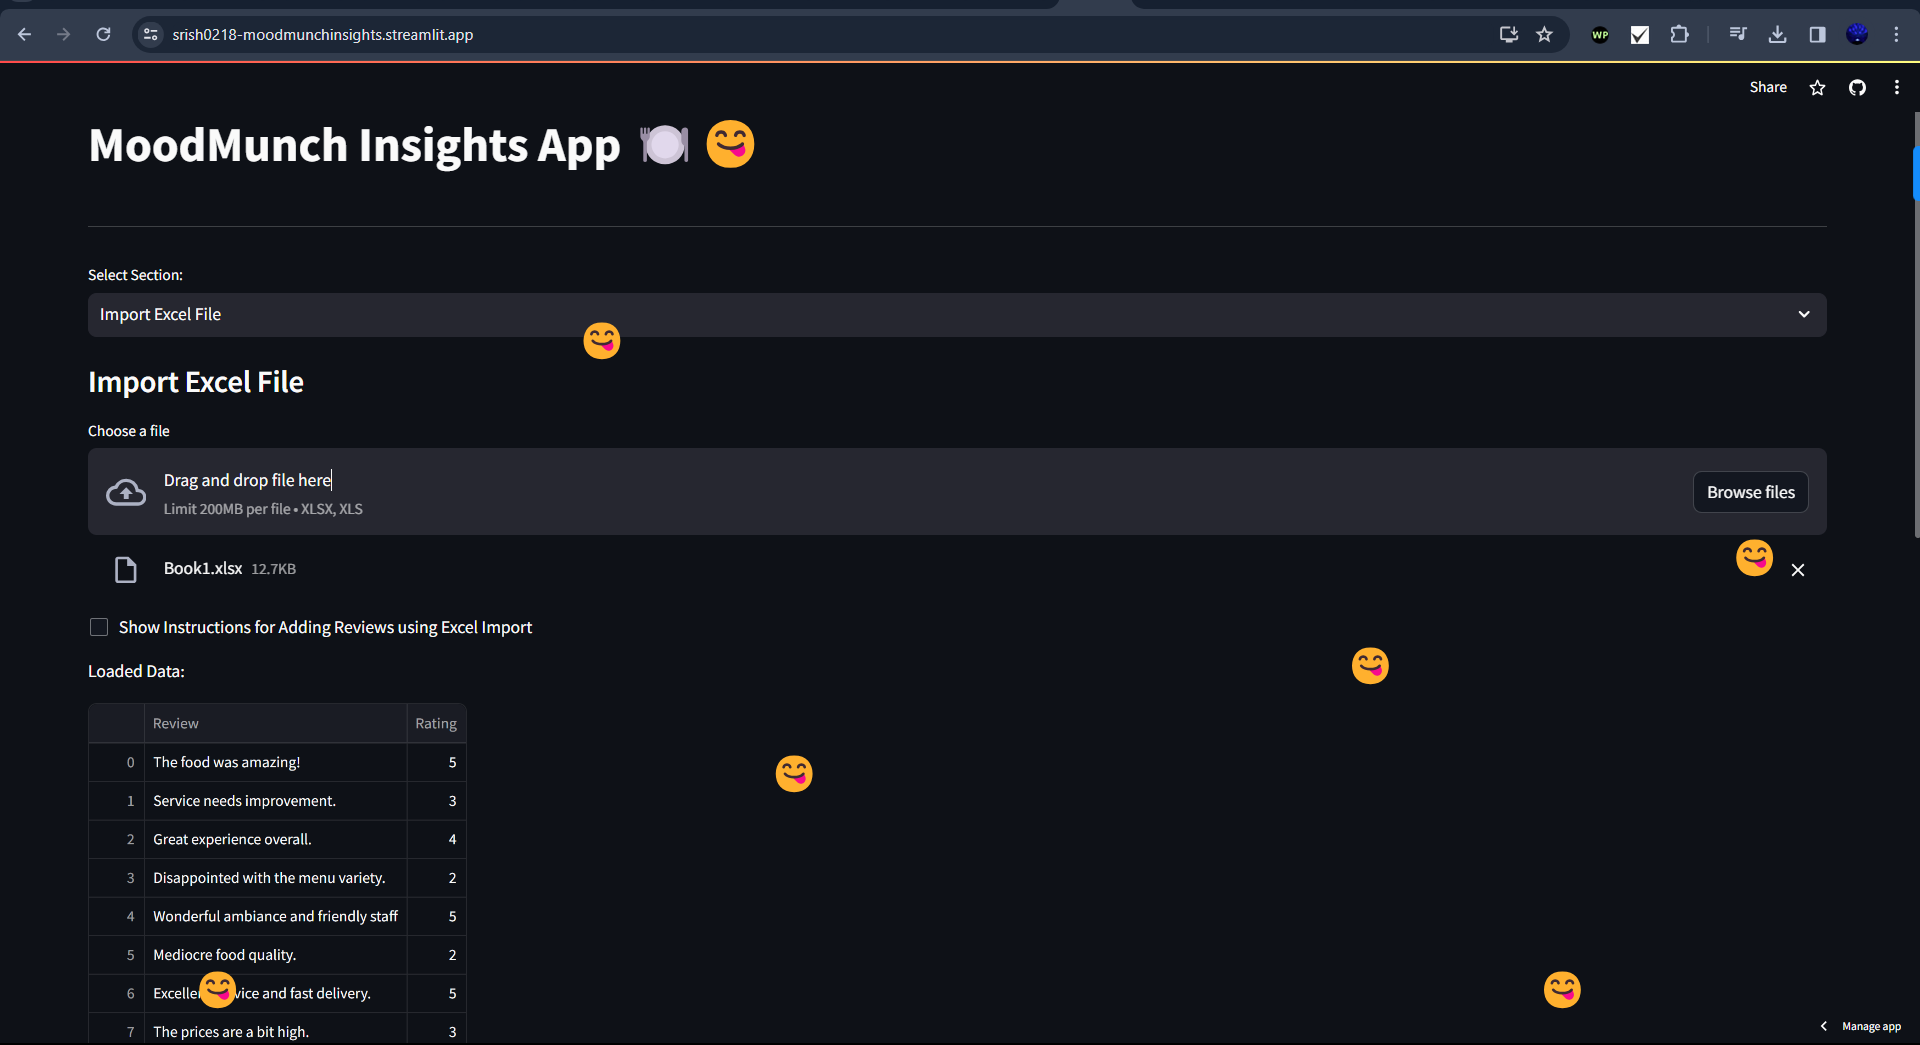 srish0218-moodmunchinsights.streamlit.app
WP
Share
MoodMunch Insights App
Select Section:
Import Excel File
Import Excel File
Choose a file
Drag and drop file here
Limit 200MB per file • XLSX, XLS
Browse files
Book1.xlsx 12.7KB
Show Instructions for Adding Reviews using Excel Import
Loaded Data:
Review Rating
0 The food was amazing! 5
1 Service needs improvement. 3
2 Great experience overall. 4
3 Disappointed with the menu variety. 2
4 Wonderful ambiance and friendly staff 5
5 Mediocre food quality. 2
6 and fast delivery. 5
7 The prices are a bit high. 3
Manage app